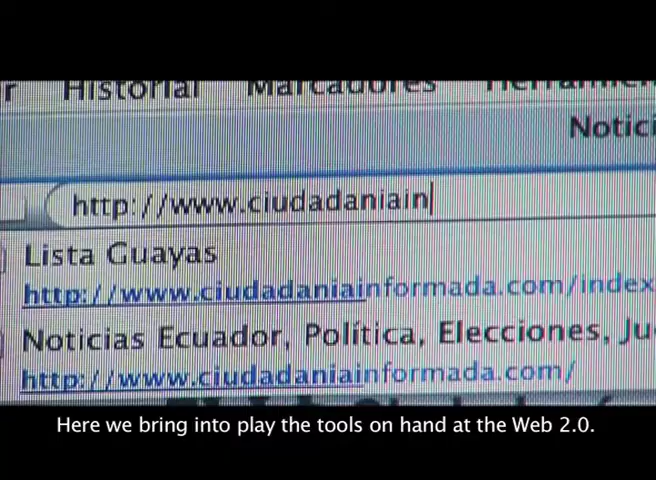 Historial Marcadores
Notici
http://www.ciudadaniain
Lista Guayas
http://www.ciudadaniainformada.com/index
Noticias Ecuador, Política, Elecciones, Ju
http://www.ciudadaniainformada.com/
Here we bring into play the tools on hand at the Web 2.0.